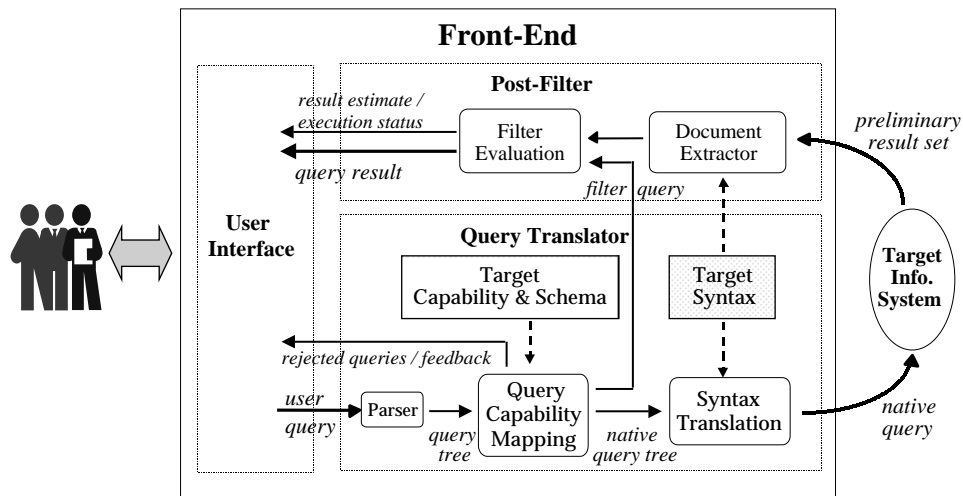 Front-End
Post-Filter
result estimate /
execution status
Filter
Evaluation
Document
Extractor
preliminary
result set
query result
filter query
User
Interface
Query Translator
Target
Capability & Schema
Target
Syntax
Target
Info.
System
rejected queries / feedback
user
query
Parser
query
tree
Query
Capability
Mapping
native
query tree
Syntax
Translation
native
query